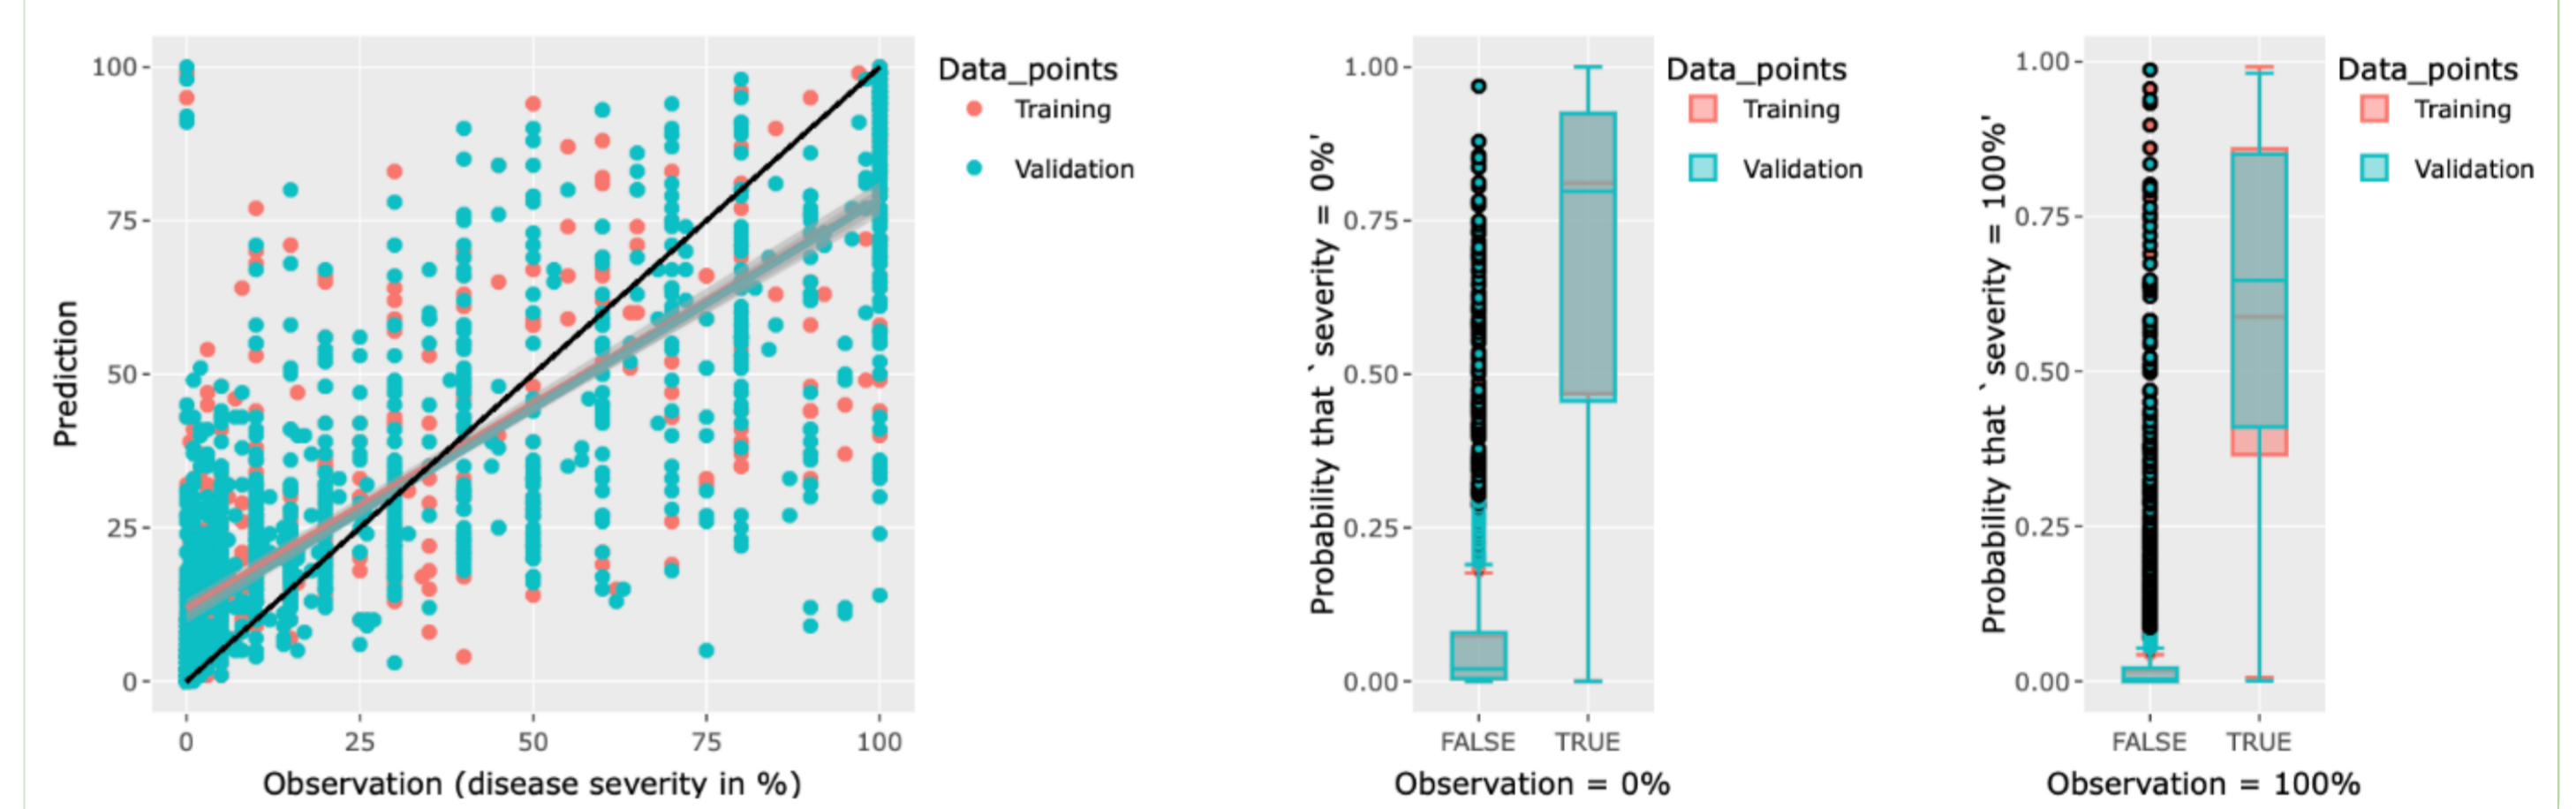 100
75
50
25
0
Prediction
0 25 50 75 100
Observation (disease severity in %)
Data_points
Training
Validation
1.00
0.75
0.50
0.25
0.00
Probability that `severity = 0%'
FALSE TRUE
Observation = 0%
Data_points
Training
Validation
1.00
0.75
0.50
0.25
0.00
Probability that `severity = 100%'
FALSE TRUE
Observation = 100%
Data_points
Training
Validation